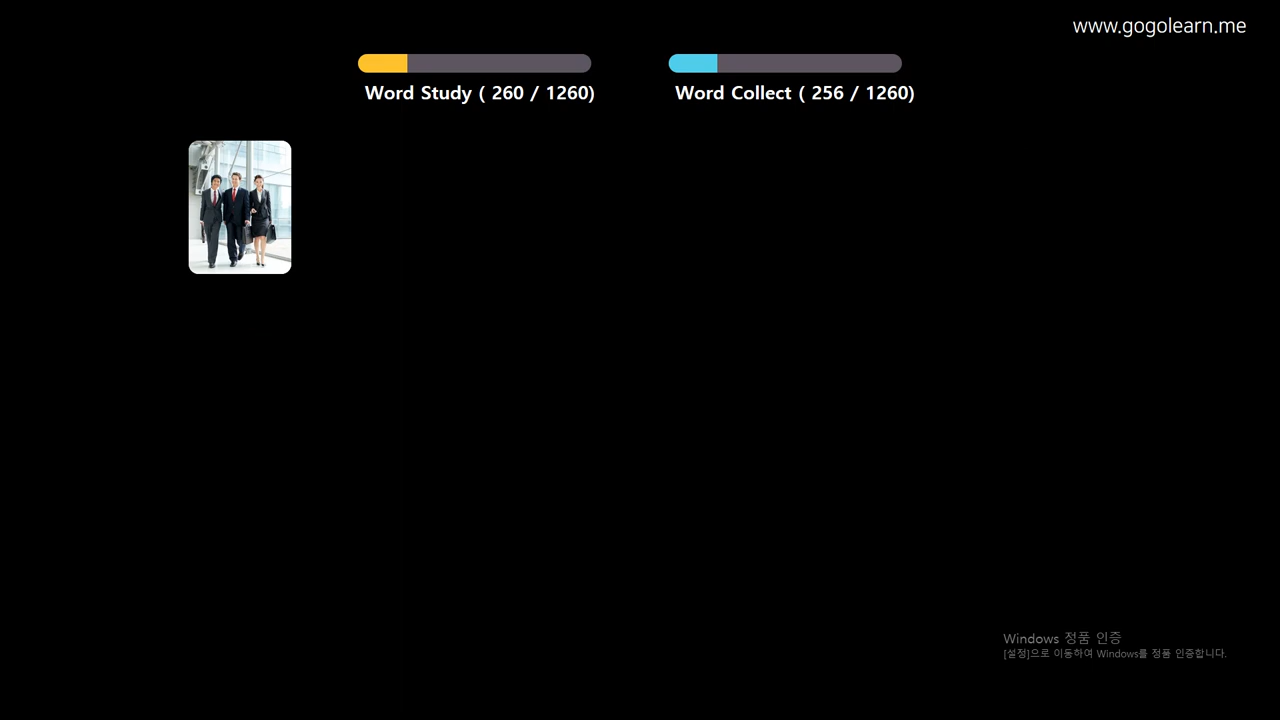 www.gogolearn.me
Word Study ( 260 / 1260)
Word Collect ( 256 / 1260)
Windows 정품 인증
[설정]으로 이동하여 Windows를 정품 인증합니다.